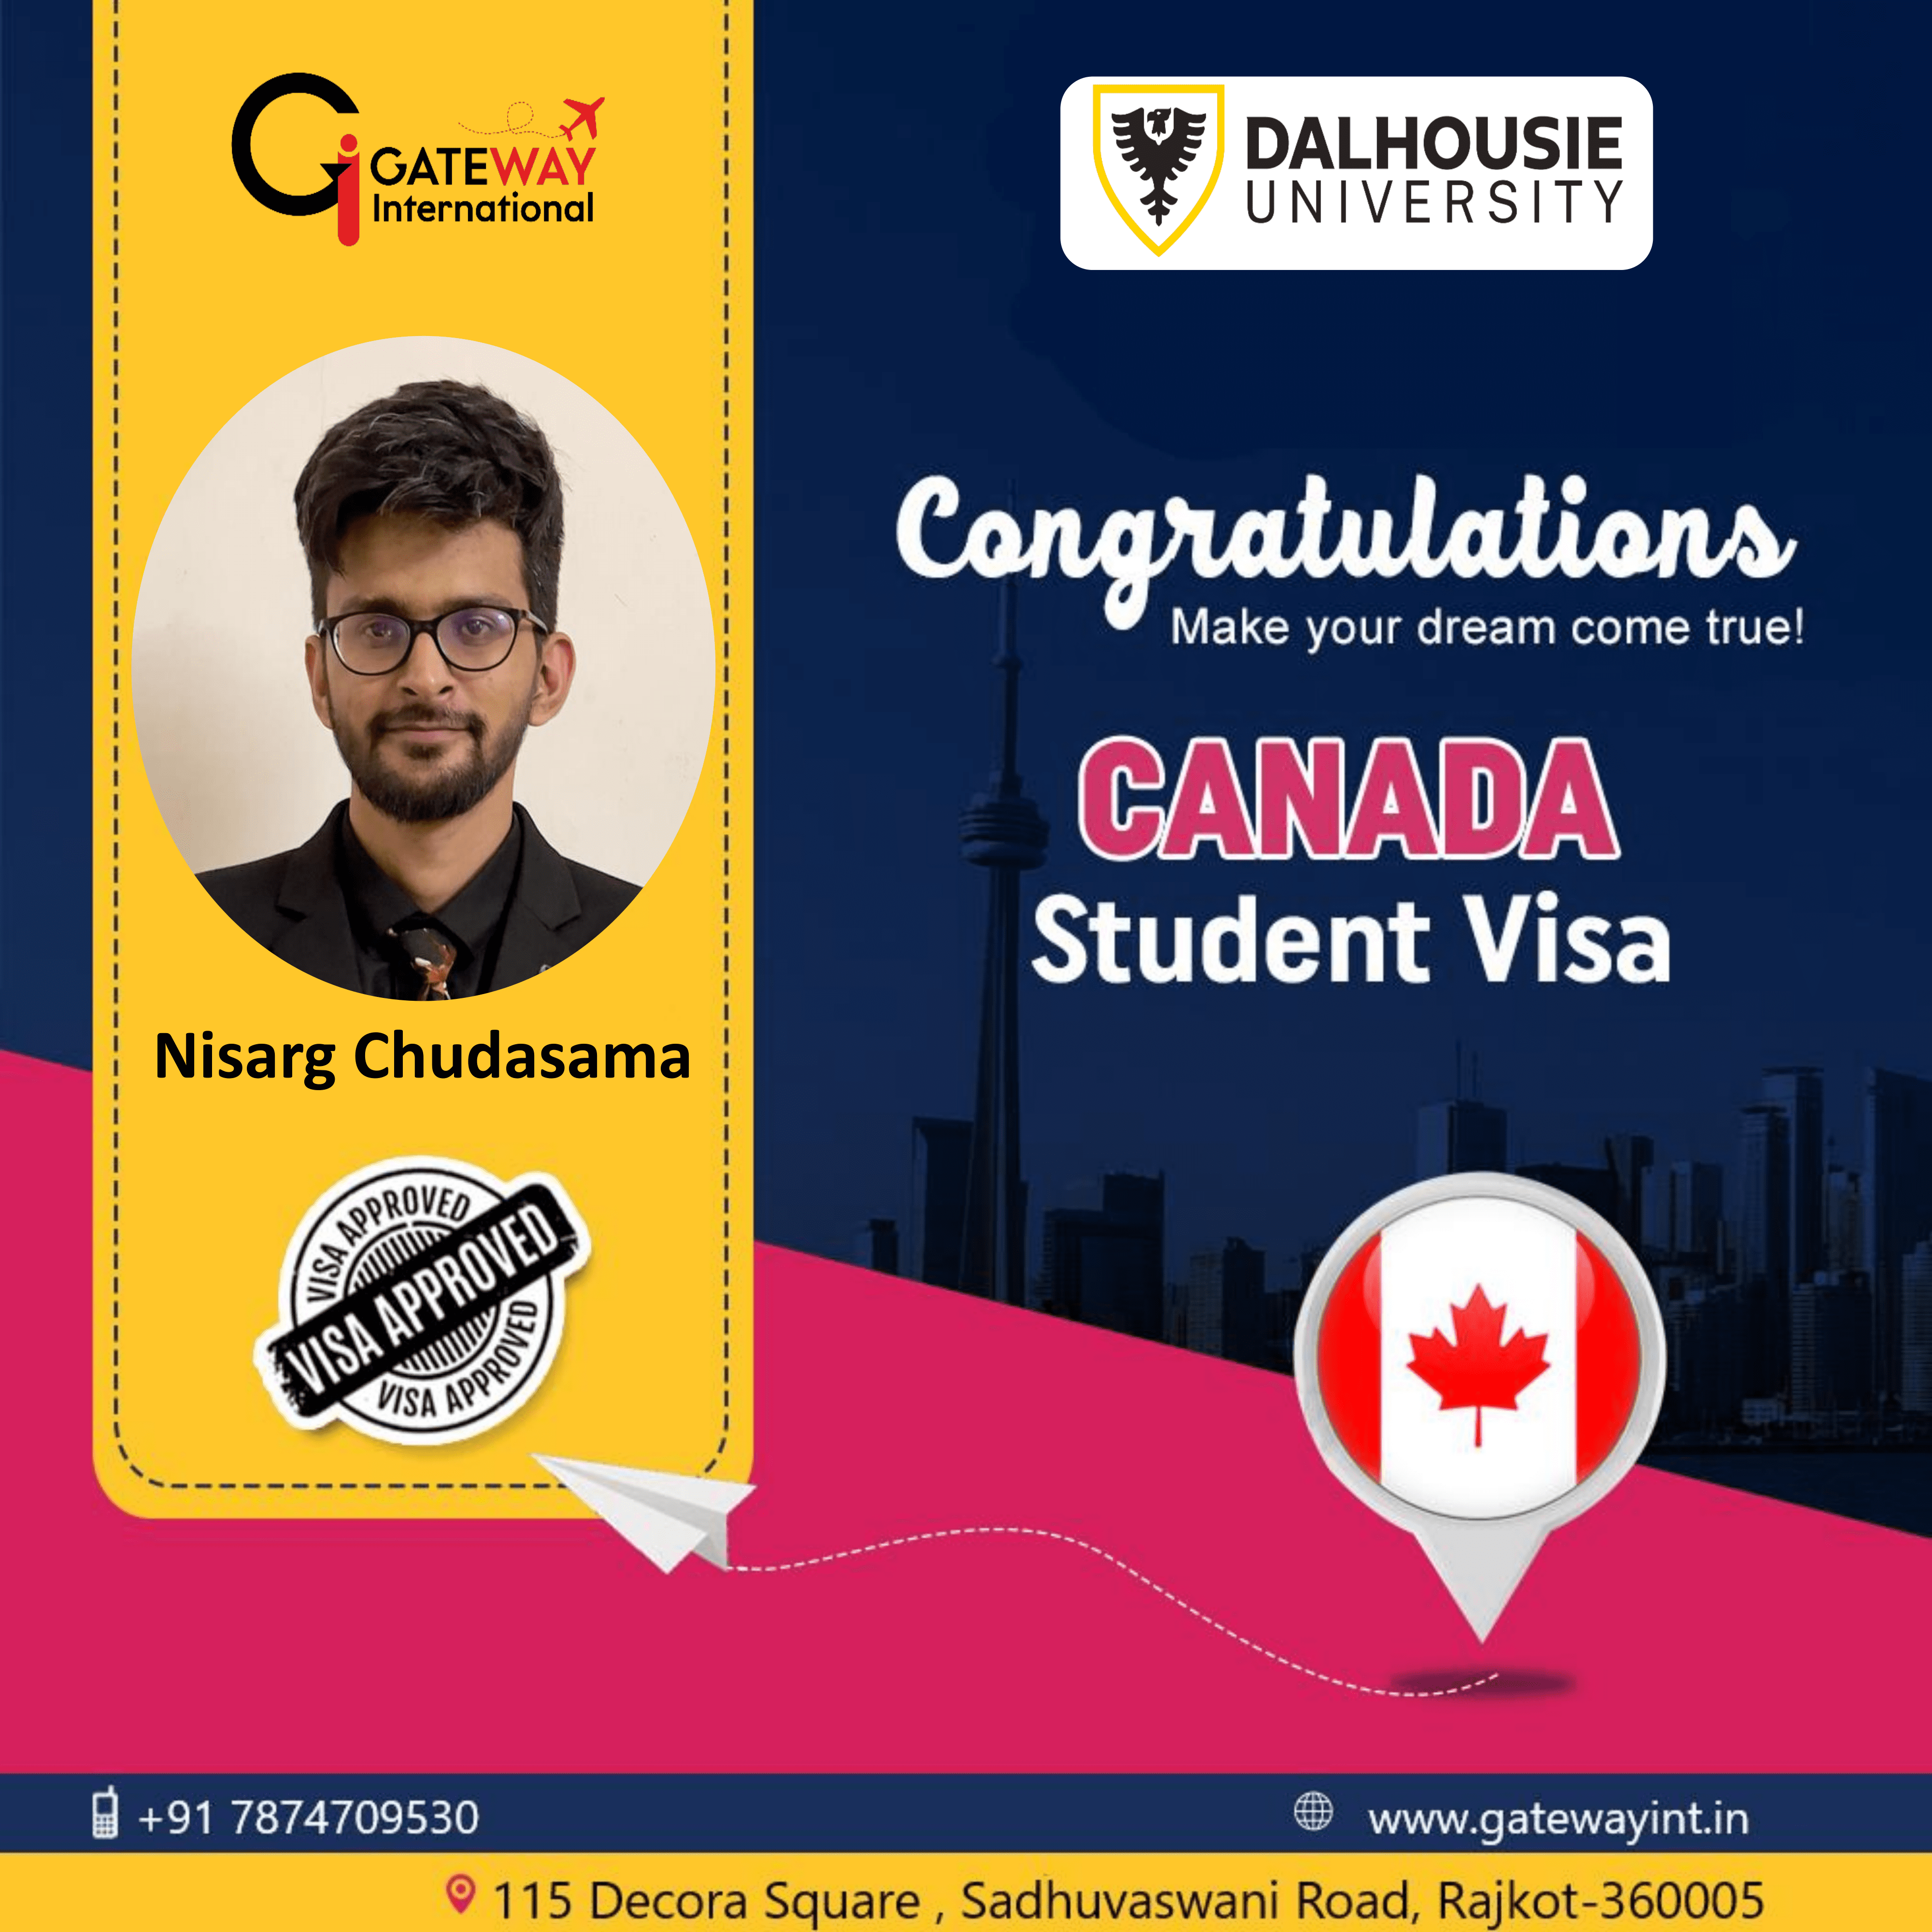 GATEWAY
International
DALHOUSIE
UNIVERSITY
Congratulations
Make your dream come true!
CANADA
Student Visa
Nisarg Chudasama
VISA APPROVED
VISA APPROVED
VISA APPROVED
+91 7874709530
www.gatewayint.in
115 Decora Square , Sadhuvaswani Road, Rajkot-360005